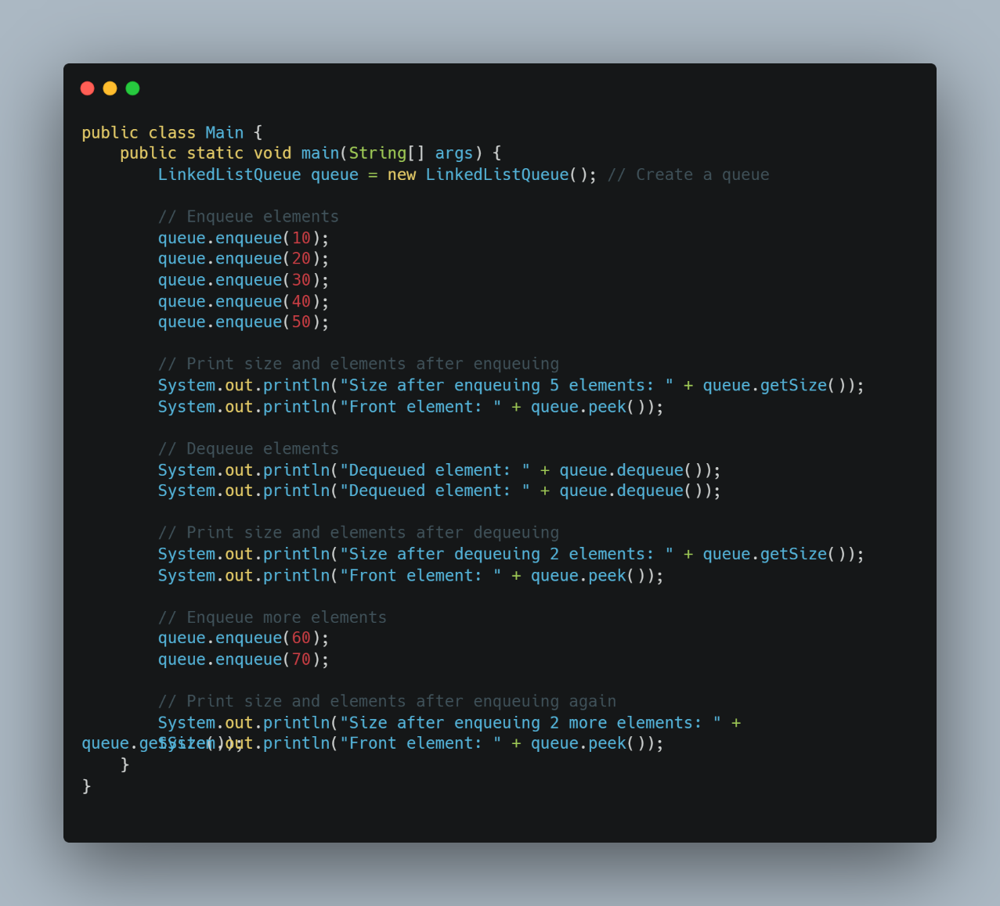 public class Main {
    public static void main(String[] args) {
        LinkedListQueue queue = new LinkedListQueue(); // Create a queue

        // Enqueue elements
        queue.enqueue(10);
        queue.enqueue(20);
        queue.enqueue(30);
        queue.enqueue(40);
        queue.enqueue(50);

        // Print size and elements after enqueuing
        System.out.println("Size after enqueuing 5 elements: " + queue.getSize());
        System.out.println("Front element: " + queue.peek());

        // Dequeue elements
        System.out.println("Dequeued element: " + queue.dequeue());
        System.out.println("Dequeued element: " + queue.dequeue());

        // Print size and elements after dequeuing
        System.out.println("Size after dequeuing 2 elements: " + queue.getSize());
        System.out.println("Front element: " + queue.peek());

        // Enqueue more elements
        queue.enqueue(60);
        queue.enqueue(70);

        // Print size and elements after enqueuing again
        System.out.println("Size after enqueuing 2 more elements: " +
queue.getSize());
        System.out.println("Front element: " + queue.peek());
    }
}